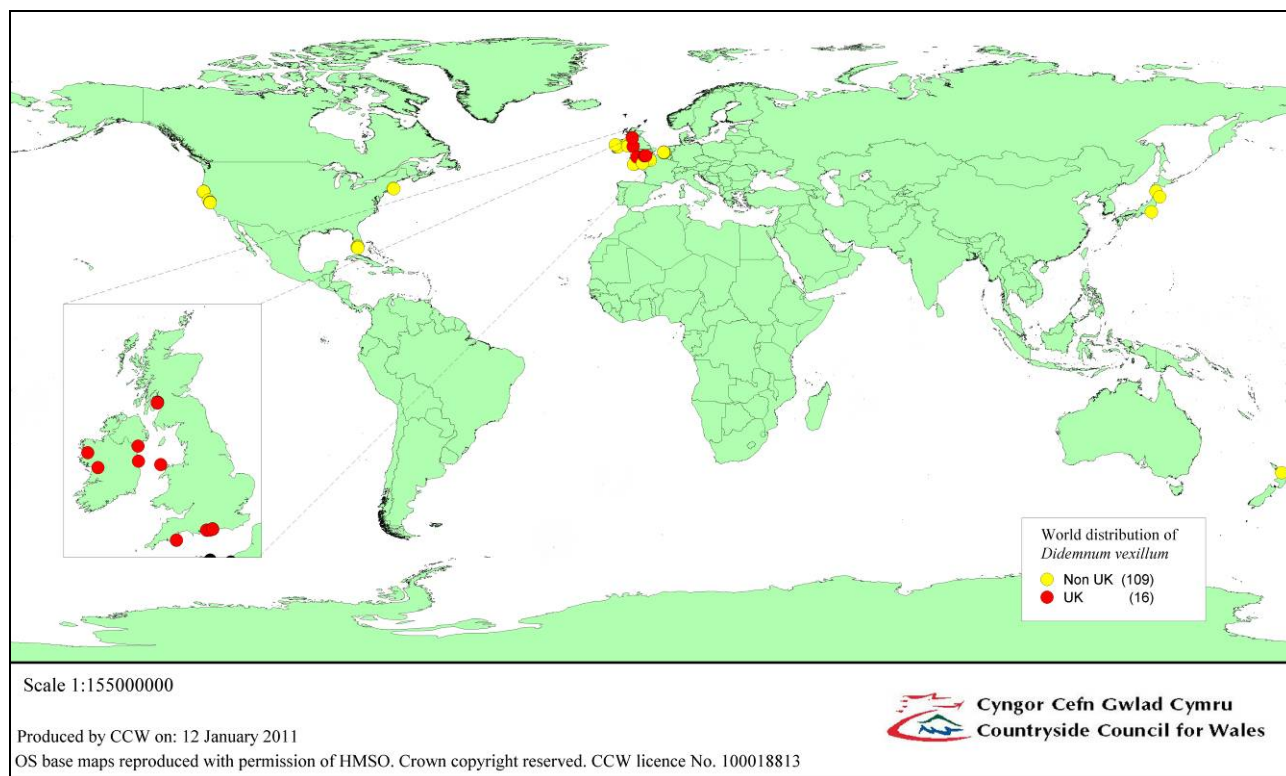 World distribution of
Didemnum vexillum
Non UK (109)
UK (16)
Scale 1:155000000
Cyngor Cefn Gwlad Cymru
Countryside Council for Wales
Produced by CCW on: 12 January 2011
OS base maps reproduced with permission of HMSO. Crown copyright reserved. CCW licence No. 100018813